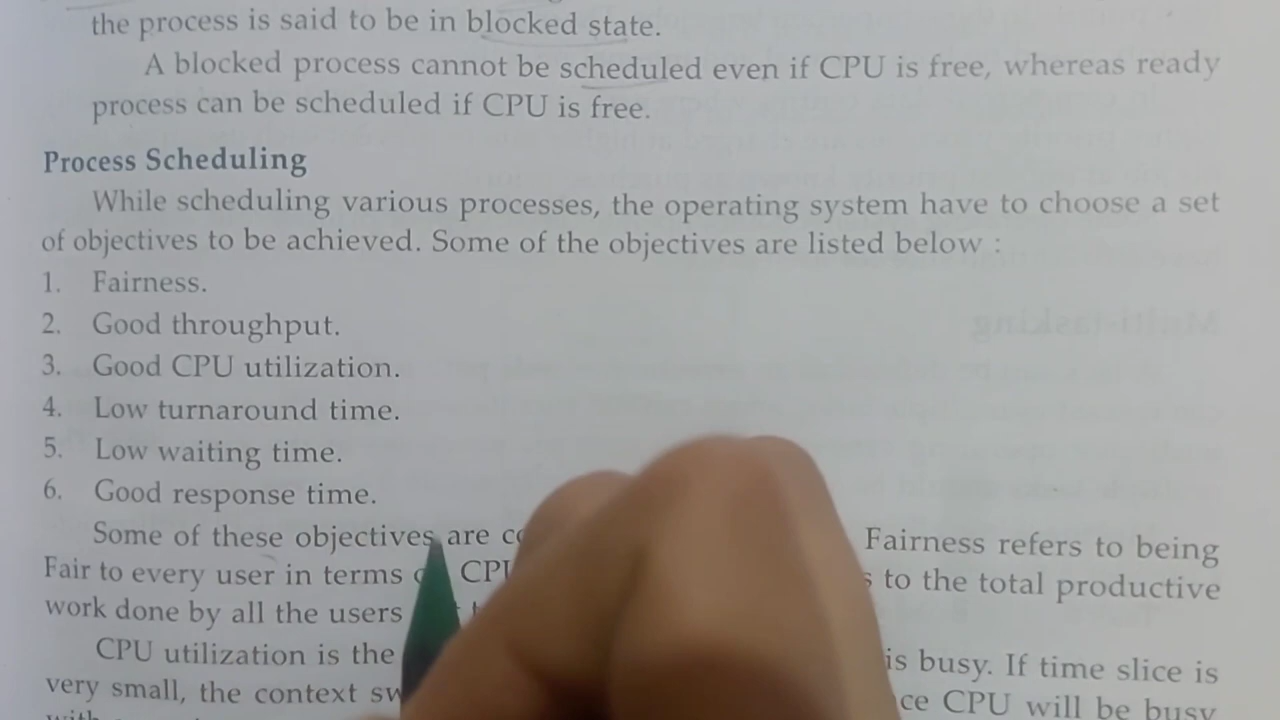 the process is said to be in blocked state.
A blocked process cannot be scheduled even if CPU is free, whereas ready
process can be scheduled if CPU is free.
Process Scheduling
While scheduling various processes, the operating system have to choose a set
of objectives to be achieved. Some of the objectives are listed below :
1. Fairness.
2. Good throughput.
3. Good CPU utilization.
4. Low turnaround time.
5. Low waiting time.
6. Good response time.
Some of these objectives are Fairness refers to being
Fair to every user in terms CPU to the total productive
work done by all the users
CPU utilization is the is busy. If time slice is
very small, the context CPU will be busy